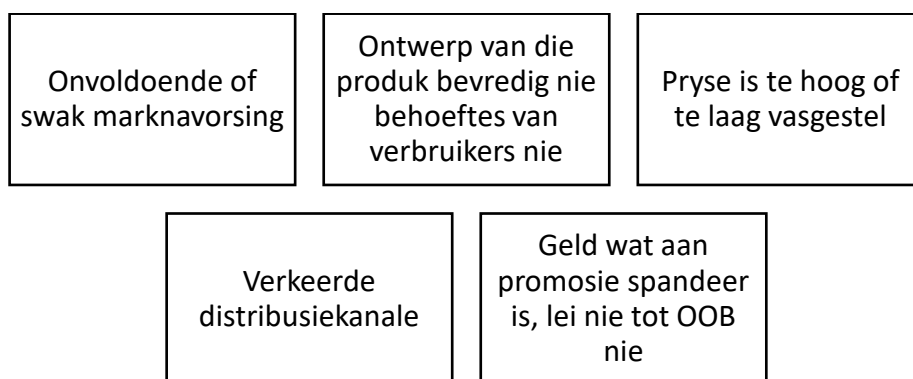 Onvoldoende of
swak marknavorsing
Ontwerp van die
produk bevredig nie
behoeftes van
verbruikers nie
Pryse is te hoog of
te laag vasgestel
Verkeerde
distribusiekanale
Geld wat aan
promosie spandeer
is, lei nie tot OOB
nie